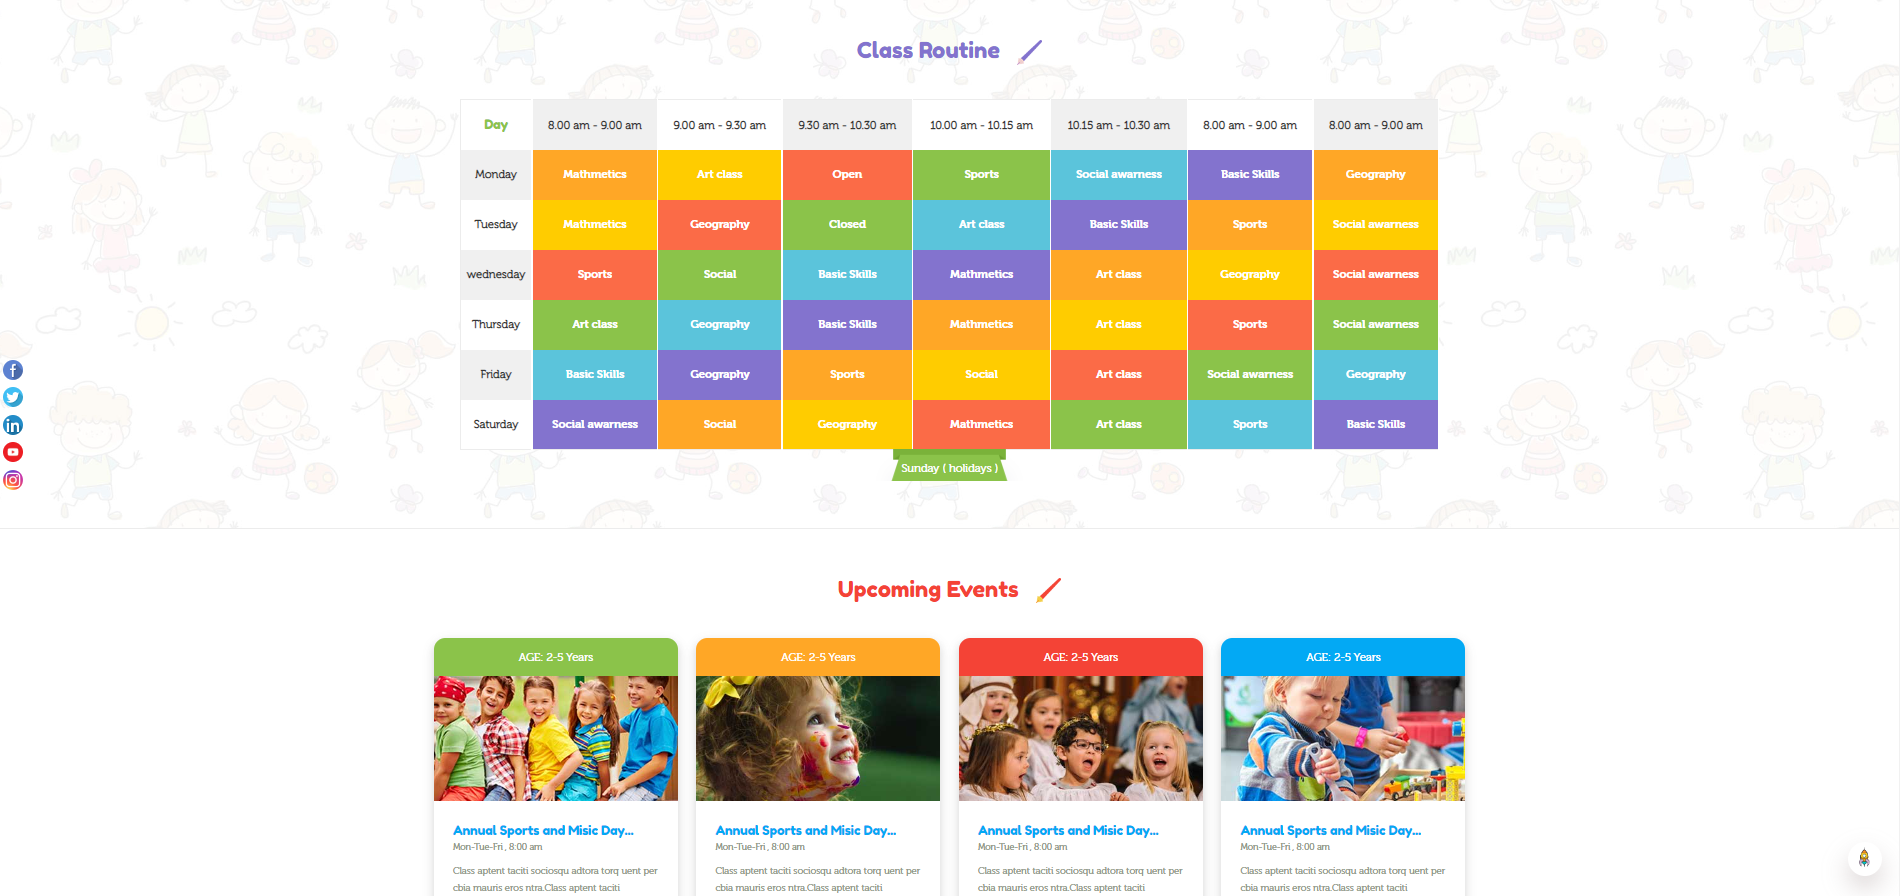 Class Routine
Day 8.00 am - 9.00 am 9.00 am - 9.30 am 9.30 am - 10.30 am 10.00 am - 10.15 am 10.15 am - 10.30 am 8.00 am - 9.00 am 8.00 am - 9.00 am
Monday Mathmetics Art class Open Sports Social awarness Basic Skills Geography
Tuesday Mathmetics Geography Closed Art class Basic Skills Sports Social awarness
wednesday Sports Social Basic Skills Mathmetics Art class Geography Social awarness
Thursday Art class Geography Basic Skills Mathmetics Art class Sports Social awarness
Friday Basic Skills Geography Sports Social Art class Social awarness Geography
Saturday Social awarness Social Geography Mathmetics Art class Sports Basic Skills
Sunday ( holidays )
Upcoming Events
AGE: 2-5 Years AGE: 2-5 Years AGE: 2-5 Years AGE: 2-5 Years
Annual Sports and Misic Day... Annual Sports and Misic Day... Annual Sports and Misic Day... Annual Sports and Misic Day...
Mon-Tue-Fri , 8:00 am Mon-Tue-Fri , 8:00 am Mon-Tue-Fri , 8:00 am Mon-Tue-Fri , 8:00 am
Class aptent taciti sociosqu adtora torq uent per Class aptent taciti sociosqu adtora torq uent per Class aptent taciti sociosqu adtora torq uent per Class aptent taciti sociosqu adtora torq uent per
cbia mauris eros ntra.Class aptent taciti cbia mauris eros ntra.Class aptent taciti cbia mauris eros ntra.Class aptent taciti cbia mauris eros ntra.Class aptent taciti